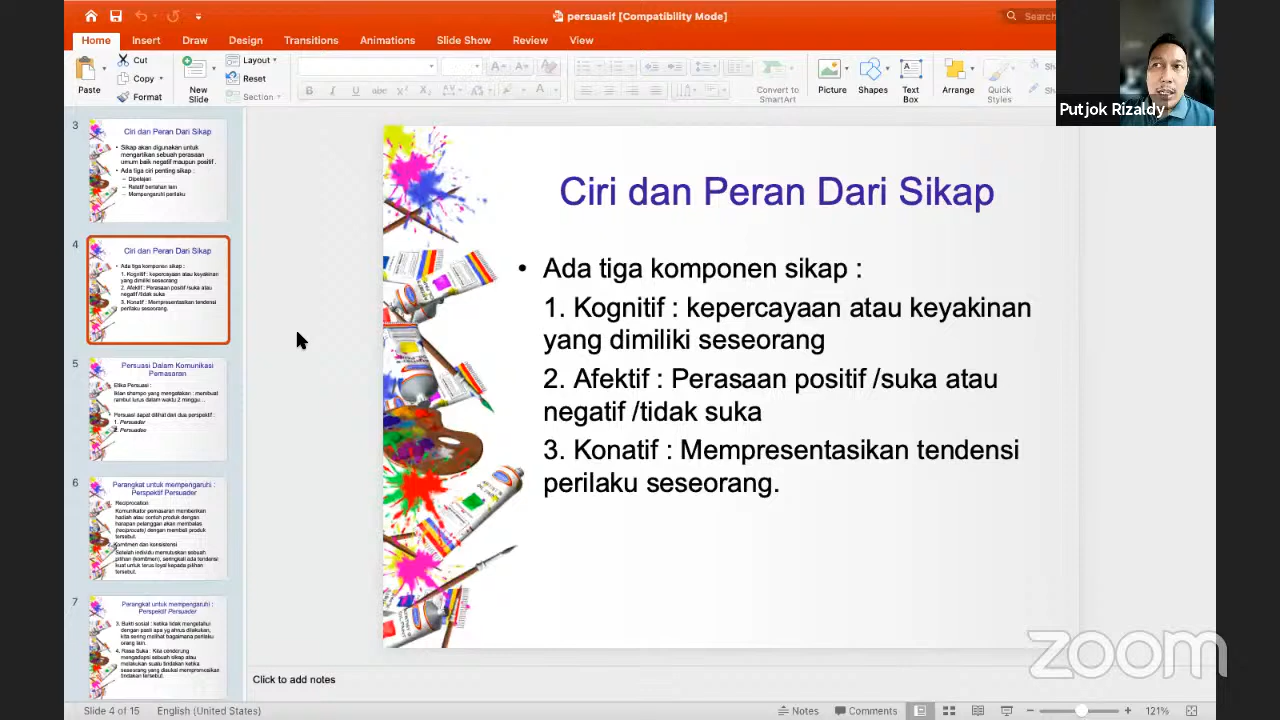 persuasif [Compatibility Mode]
Search
Home Insert Draw Design Transitions Animations Slide Show Review View
Paste
Cut
Copy
Format
New
Slide
Layout
Reset
Section
Convert to
SmartArt
Picture
Shapes
Text
Box
Arrange
Quick
Styles
Putjok Rizaldy
3
Ciri dan Peran Dari Sikap
Sikap akan digunakan untuk
mengartikan sebuah perasaan
umum baik negatif maupun positif.
Ada tiga ciri penting sikap :
– Dipelajari
– Relatif bertahan lain
– Mempengaruhi perilaku
4
Ciri dan Peran Dari Sikap
Ada tiga komponen sikap :
1. Kognitif : kepercayaan atau keyakinan
yang dimiliki seseorang
2. Afektif : Perasaan positif /suka atau
negatif /tidak suka
3. Konatif : Mempresentasikan tendensi
perilaku seseorang.
5
Persuasi Dalam Komunikasi
Pemasaran
Etika Persuasi :
Iklan shampo yang mengatakan : membuat
rambut lurus dalam waktu 2 minggu...
Persuasi dapat dilihat dari dua perspektif :
1. Persuader
2. Persuadee
6
Perangkat untuk mempengaruhi :
Perspektif Persuader
Reciprocation:
Komunikator pemasaran memberikan
hadiah atau contoh produk dengan
harapan pelanggan akan membalas
(reciprocate) dengan membeli produk
tersebut.
Komitmen dan konsistensi
Setelah individu memutuskan sebuah
pilihan (komitmen), seringkali ada tendensi
kuat untuk terus loyal kepada pilihan
tersebut.
7
Perangkat untuk mempengaruhi :
Perspektif Persuader
3. Bukti sosial : ketika tidak mengetahui
dengan pasti apa yg dilakukan,
kita sering melihat bagaimana perilaku
orang lain.
4. Rasa Suka : Kita cenderung
mengadopsi sebuah sikap atau
melakukan suatu tindakan ketika
seseorang yang disukai mempromosikan
tindakan tersebut.
Ciri dan Peran Dari Sikap
• Ada tiga komponen sikap :
1. Kognitif : kepercayaan atau keyakinan
yang dimiliki seseorang
2. Afektif : Perasaan positif /suka atau
negatif /tidak suka
3. Konatif : Mempresentasikan tendensi
perilaku seseorang.
zoom
Click to add notes
Slide 4 of 15 English (United States) Notes Comments 121%